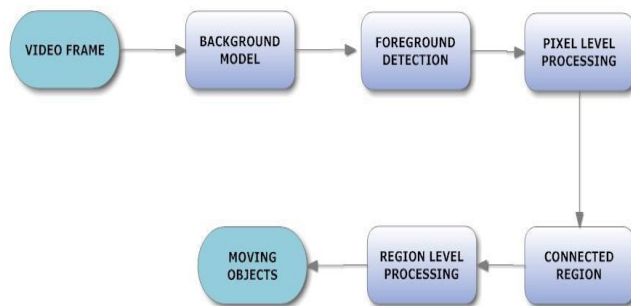 VIDEO FRAME
BACKGROUND
MODEL
FOREGROUND
DETECTION
PIXEL LEVEL
PROCESSING
CONNECTED
REGION
REGION LEVEL
PROCESSING
MOVING
OBJECTS